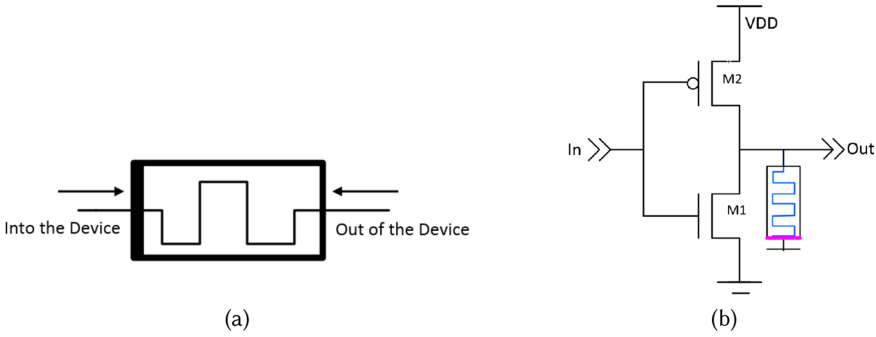 VDD
M2
In
Out
M1
Into the Device
Out of the Device
(a)
(b)